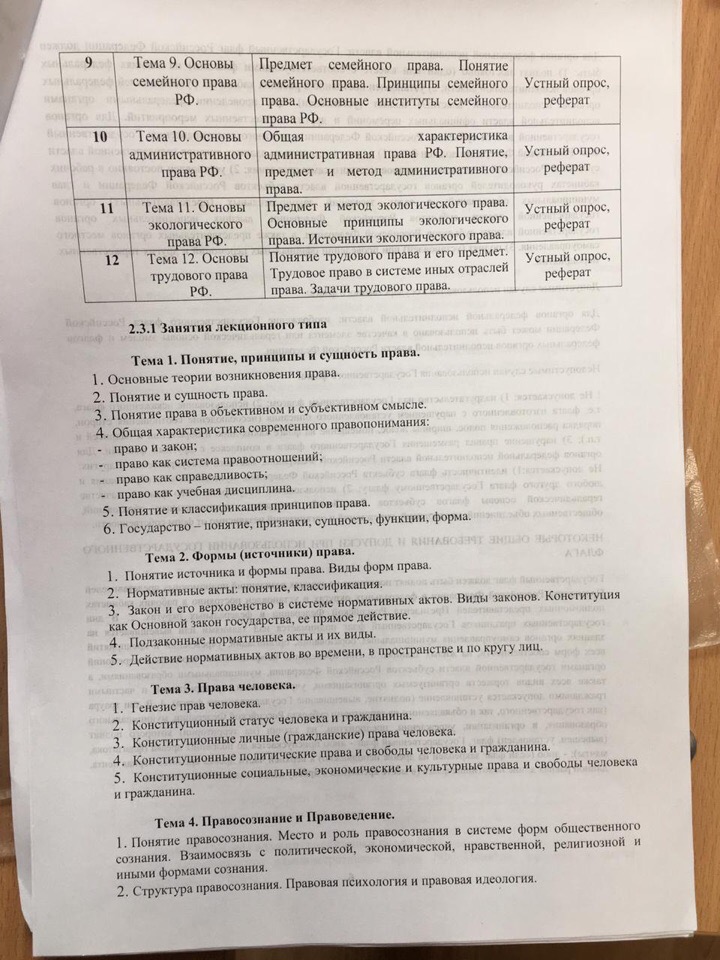 9 Тема 9. Основы семейного права РФ. Предмет семейного права. Понятие семейного права. Принципы семейного права. Основные институты семейного права РФ. Устный опрос, реферат
10 Тема 10. Основы административного права РФ. Общая характеристика административная права РФ. Понятие, предмет и метод административного права. Устный опрос, реферат
11 Тема 11. Основы экологического права РФ. Предмет и метод экологического права. Основные принципы экологического права. Источники экологического права. Устный опрос, реферат
12 Тема 12. Основы трудового права РФ. Понятие трудового права и его предмет. Трудовое право в системе иных отраслей права. Задачи трудового права. Устный опрос, реферат
2.3.1 Занятия лекционного типа
Тема 1. Понятие, принципы и сущность права.
1. Основные теории возникновения права.
2. Понятие и сущность права.
3. Понятие права в объективном и субъективном смысле.
4. Общая характеристика современного правопонимания:
- право и закон;
- право как система правоотношений;
- право как справедливость;
- право как учебная дисциплина.
5. Понятие и классификация принципов права.
6. Государство – понятие, признаки, сущность, функции, форма.
Тема 2. Формы (источники) права.
1. Понятие источника и формы права. Виды форм права.
2. Нормативные акты: понятие, классификация.
3. Закон и его верховенство в системе нормативных актов. Виды законов. Конституция
как Основной закон государства, ее прямое действие.
4. Подзаконные нормативные акты и их виды.
5. Действие нормативных актов во времени, в пространстве и по кругу лиц.
Тема 3. Права человека.
1. Генезис прав человека.
2. Конституционный статус человека и гражданина.
3. Конституционные личные (гражданские) права человека.
4. Конституционные политические права и свободы человека и гражданина.
5. Конституционные социальные, экономические и культурные права и свободы человека
и гражданина.
Тема 4. Правосознание и Правоведение.
1. Понятие правосознания. Место и роль правосознания в системе форм общественного
сознания. Взаимосвязь с политической, экономической, нравственной, религиозной и
иными формами сознания.
2. Структура правосознания. Правовая психология и правовая идеология.